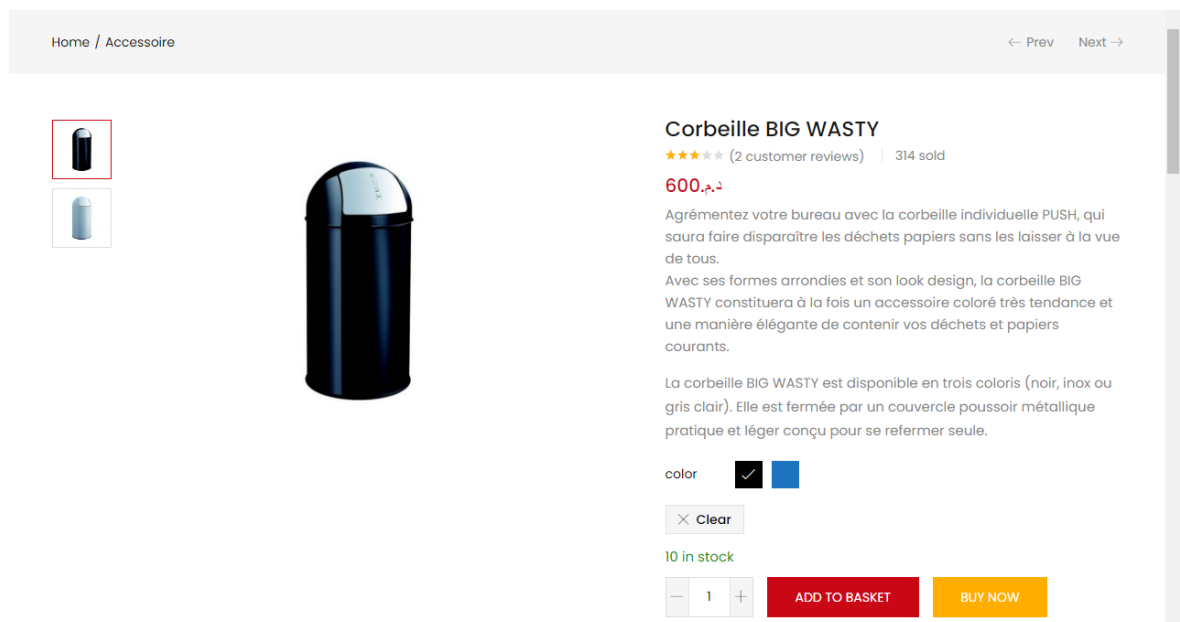 Home / Accessoire
← Prev Next →
Corbeille BIG WASTY
(2 customer reviews) 314 sold
600.د.م
Agrémentez votre bureau avec la corbeille individuelle PUSH, qui
saura faire disparaître les déchets papiers sans les laisser à la vue
de tous.
Avec ses formes arrondies et son look design, la corbeille BIG
WASTY constituera à la fois un accessoire coloré très tendance et
une manière élégante de contenir vos déchets et papiers
courants.
La corbeille BIG WASTY est disponible en trois coloris (noir, inox ou
gris clair). Elle est fermée par un couvercle poussoir métallique
pratique et léger conçu pour se refermer seule.
color
Clear
10 in stock
1
ADD TO BASKET
BUY NOW